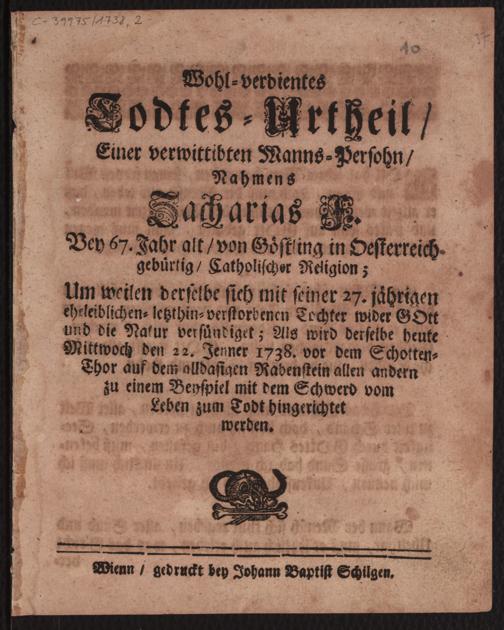 C-39975/1738, 2
10
37
Wohl-verdientes
Todtes-Urtheil/
Einer verwittibten Manns-Persohn/
Nahmens
Zacharias F.
Bey 67. Jahr alt/ von Göstling in Oesterreich
gebürtig/ Catholischer Religion;
Um weilen derselbe sich mit seiner 27. jährigen
ehrleiblichen-letzthin-verstorbenen Tochter wider GOtt
und die Natur versündiget; Als wird derselbe heute
Mittwoch den 22. Jenner 1738. vor dem Schotten-
Thor auf dem alldasigen Rabenstein allen andern
zu einem Beyspiel mit dem Schwerd vom
Leben zum Todt hingerichtet
werden.
Wienn / gedruckt bey Johann Baptist Schilgen.